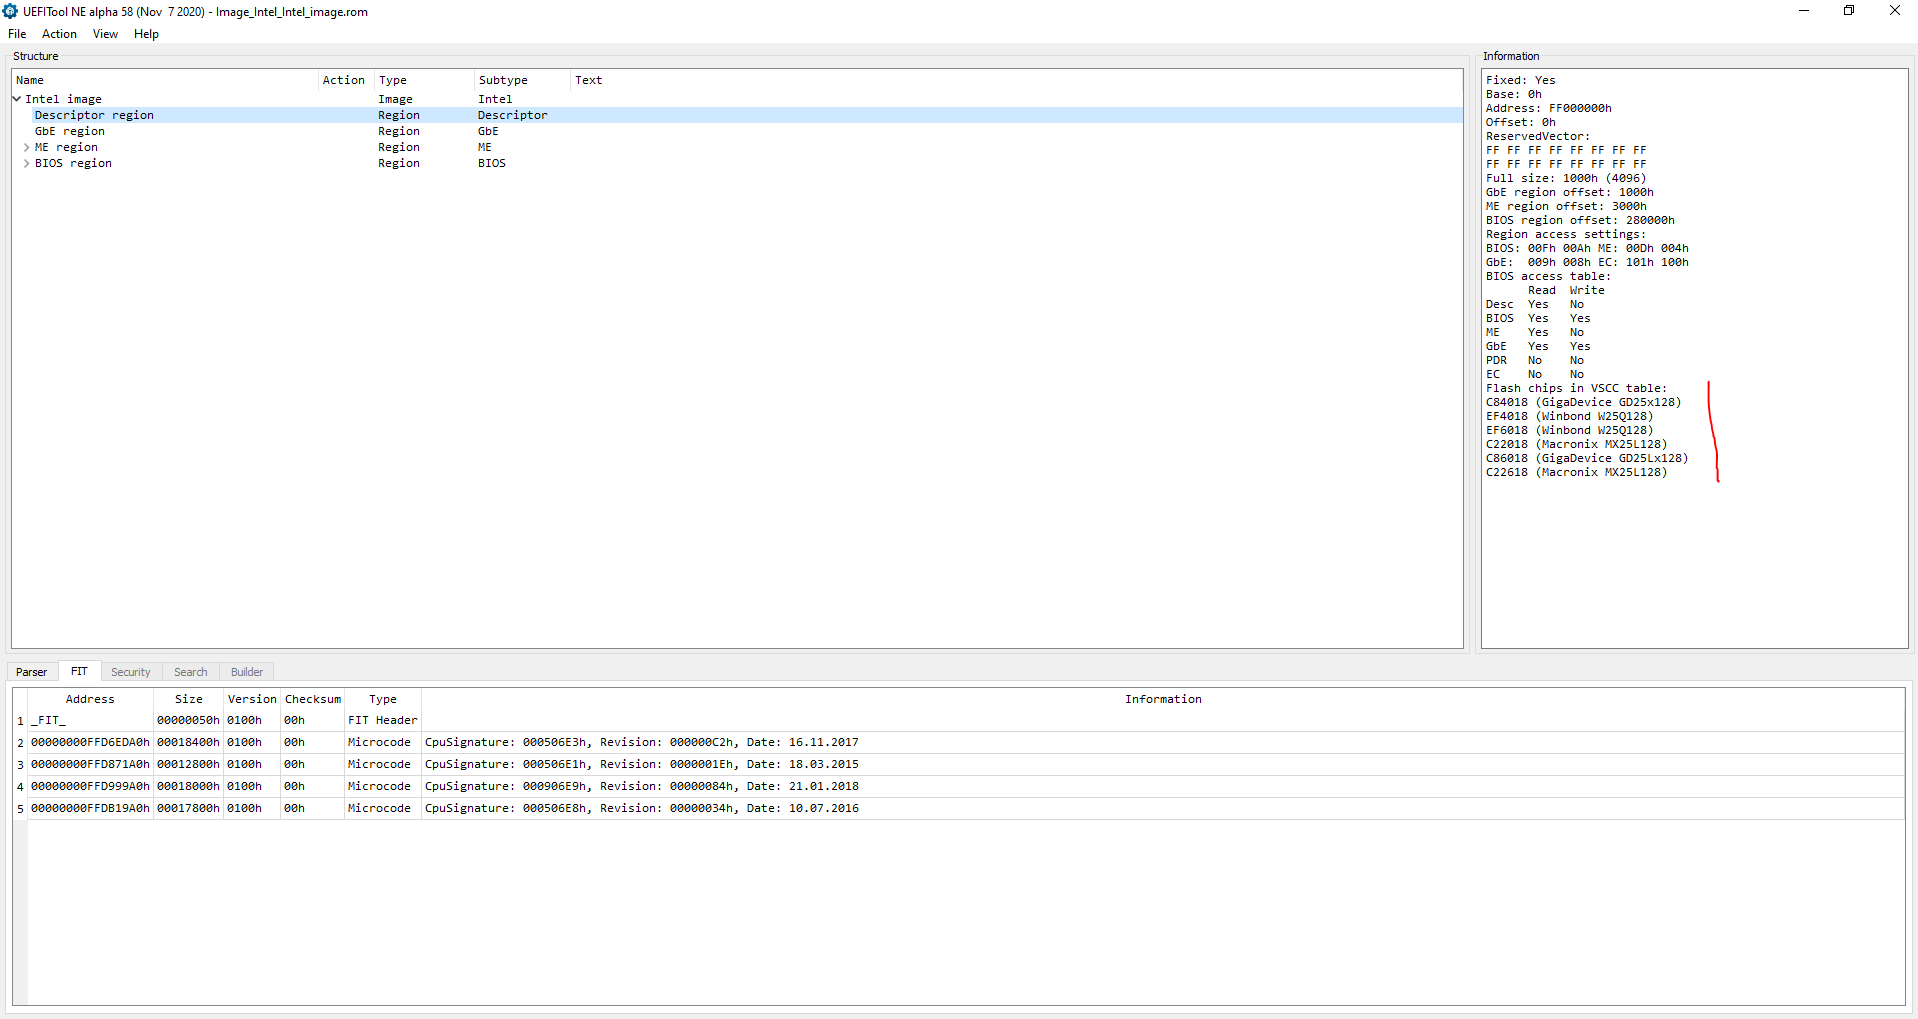 UEFITool NE alpha 58 (Nov  7 2020) - Image_Intel_Intel_image.rom
File Action View Help
Structure
Name Action Type Subtype Text
Intel image Image Intel
Descriptor region Region Descriptor
GbE region Region GbE
ME region Region ME
BIOS region Region BIOS
Information
Fixed: Yes
Base: 0h
Address: FF000000h
Offset: 0h
ReservedVector:
FF FF FF FF FF FF FF FF
FF FF FF FF FF FF FF FF
Full size: 1000h (4096)
GbE region offset: 1000h
ME region offset: 3000h
BIOS region offset: 280000h
Region access settings:
BIOS: 00Fh 00Ah ME: 00Dh 004h
GbE:  009h 008h EC: 101h 100h
BIOS access table:
Read  Write
Desc  Yes   No
BIOS  Yes   Yes
ME    Yes   No
GbE   Yes   Yes
PDR   No    No
EC    No    No
Flash chips in VSCC table:
C84018 (GigaDevice GD25x128)
EF4018 (Winbond W25Q128)
EF6018 (Winbond W25Q128)
C22018 (Macronix MX25L128)
C86018 (GigaDevice GD25Lx128)
C22618 (Macronix MX25L128)
Parser FIT Security Search Builder
Address Size Version Checksum Type Information
1 _FIT_ 00000050h 0100h 00h FIT Header
2 00000000FFD6EDA0h 00018400h 0100h 00h Microcode CpuSignature: 000506E3h, Revision: 000000C2h, Date: 16.11.2017
3 00000000FFD871A0h 00012800h 0100h 00h Microcode CpuSignature: 000506E1h, Revision: 0000001Eh, Date: 18.03.2015
4 00000000FFD999A0h 00018000h 0100h 00h Microcode CpuSignature: 000906E9h, Revision: 00000084h, Date: 21.01.2018
5 00000000FFDB19A0h 00017800h 0100h 00h Microcode CpuSignature: 000506E8h, Revision: 00000034h, Date: 10.07.2016